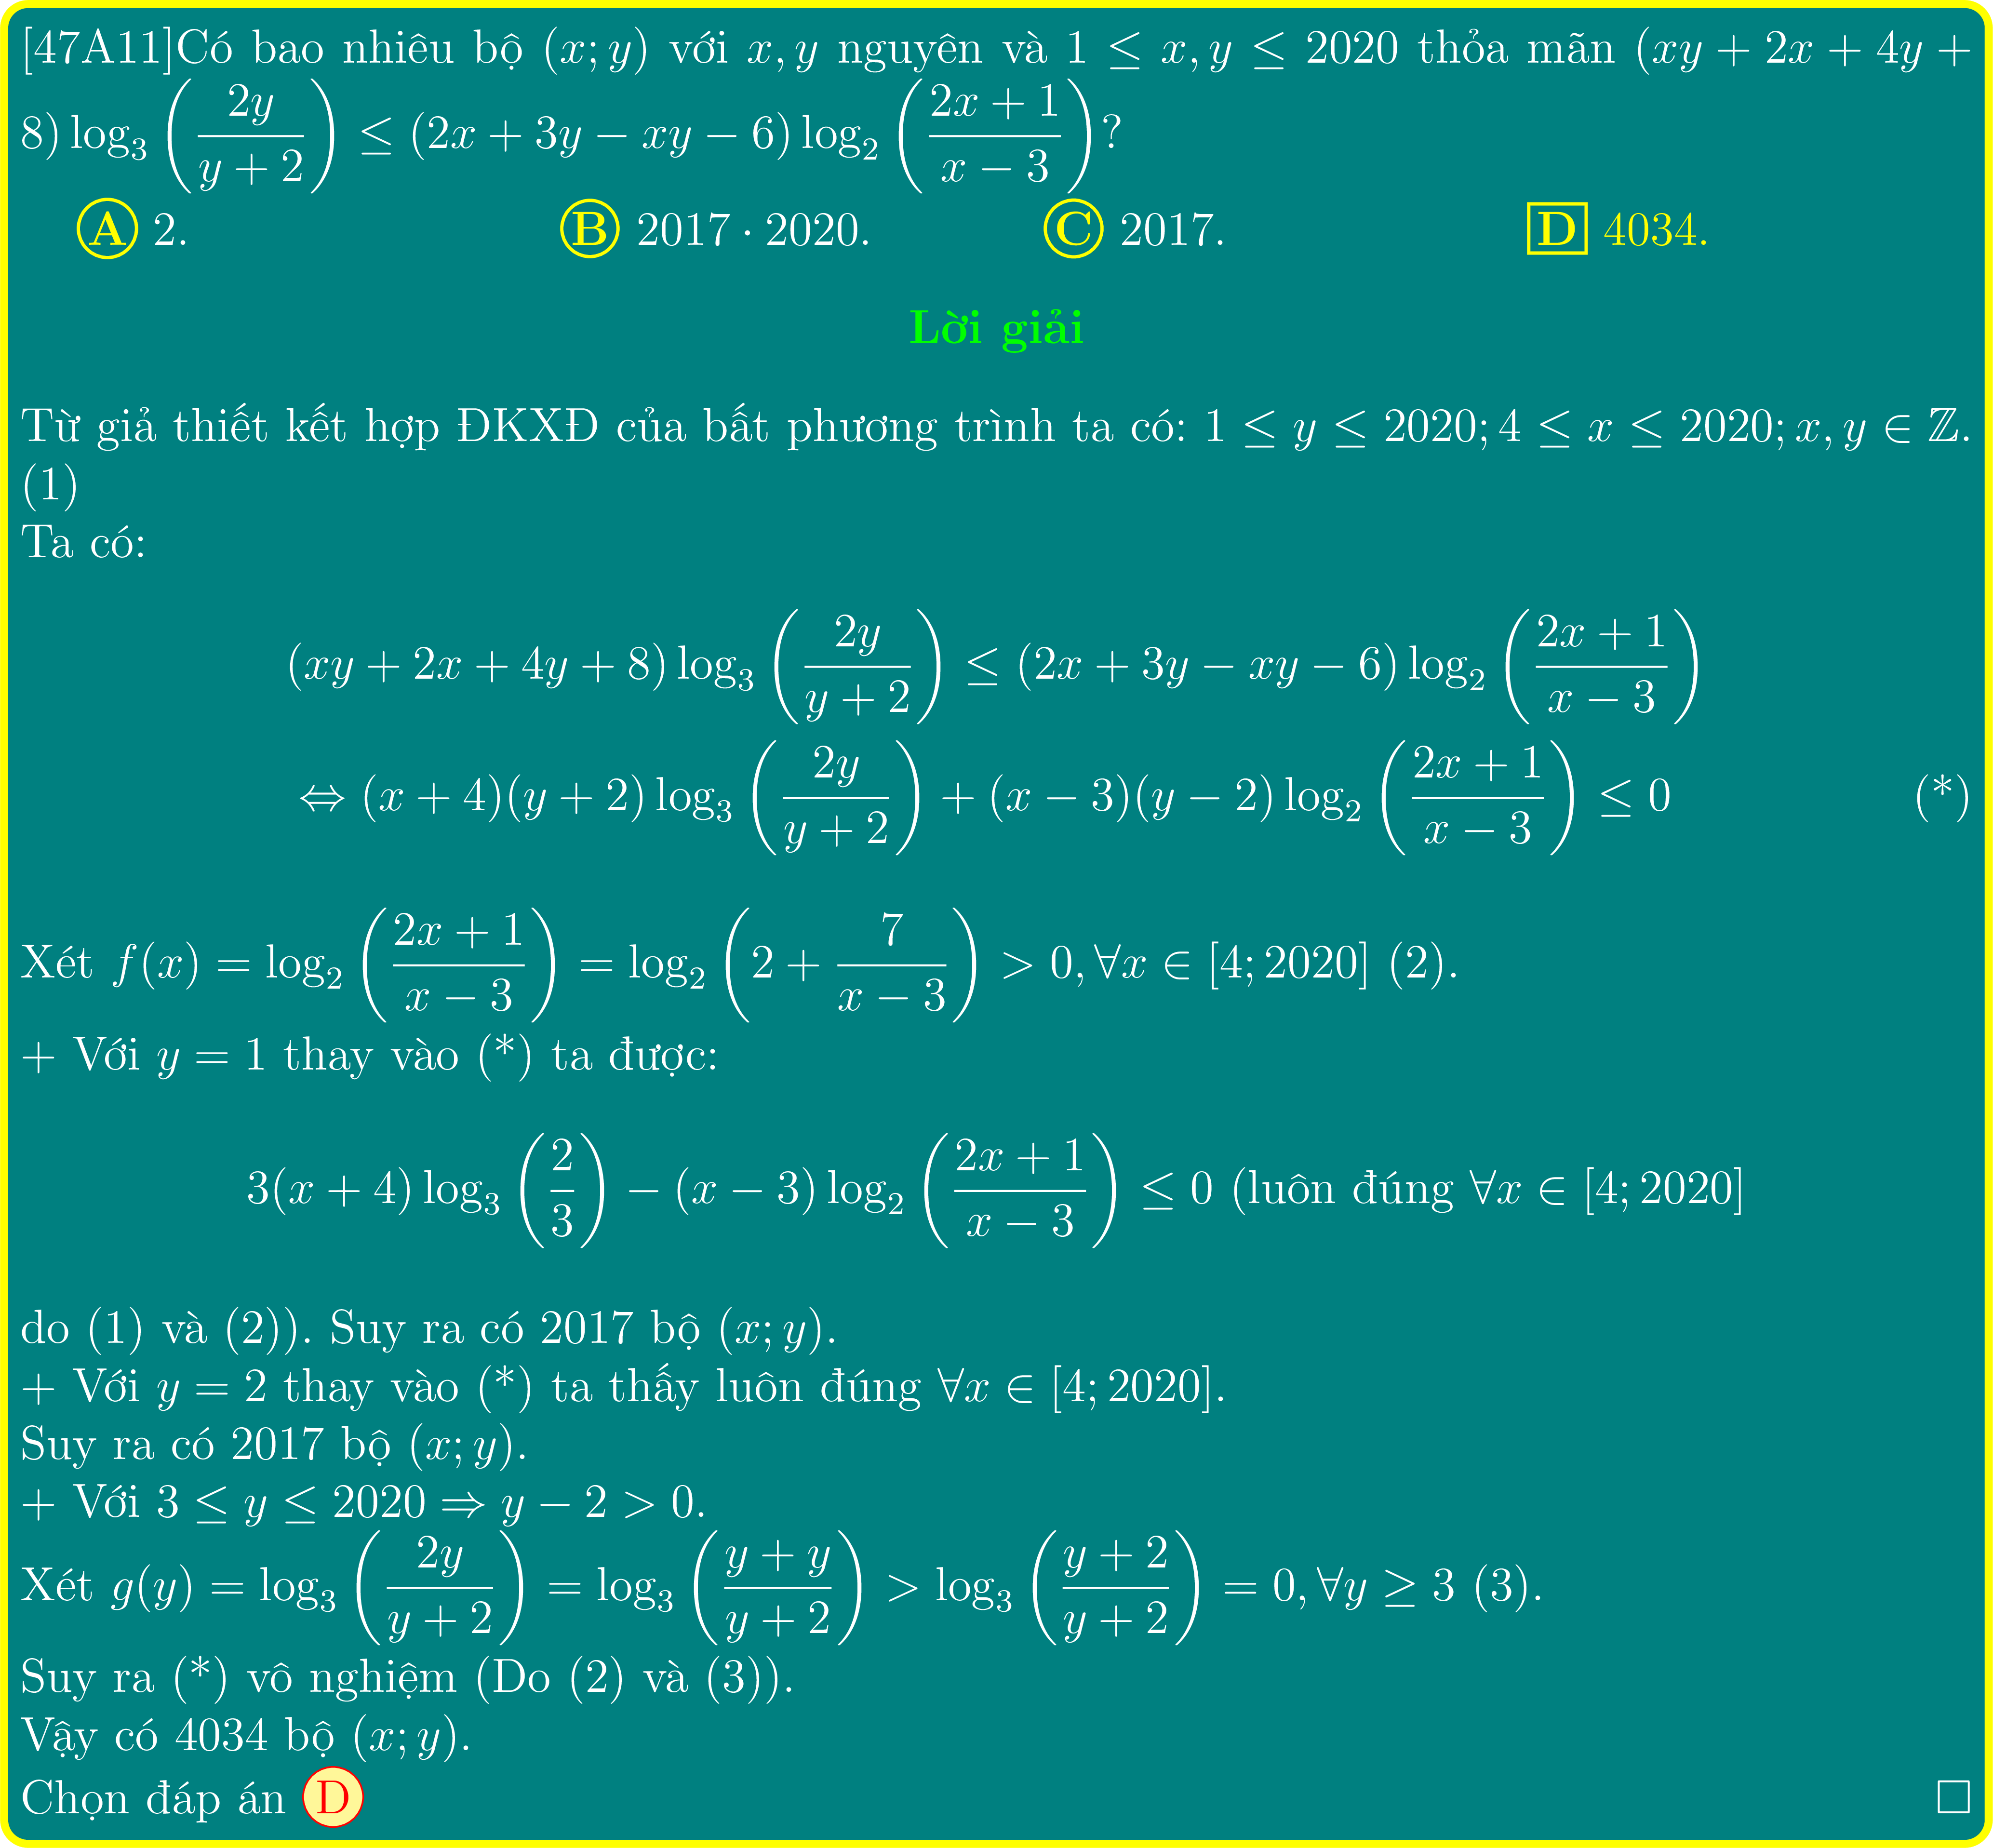 [47A11]Có bao nhiêu bộ $(x; y)$ với $x, y$ nguyên và $1 \leq x, y \leq 2020$ thỏa mãn $(xy + 2x + 4y +$
$8) \log_3 \left( \frac{2y}{y+2} \right) \leq (2x + 3y - xy - 6) \log_2 \left( \frac{2x+1}{x-3} \right)$?
A 2. B $2017 \cdot 2020$. C 2017. D 4034.
Lời giải
Từ giả thiết kết hợp ĐKXĐ của bất phương trình ta có: $1 \leq y \leq 2020; 4 \leq x \leq 2020; x, y \in \mathbb{Z}$.
(1)
Ta có:
$(xy + 2x + 4y + 8) \log_3 \left( \frac{2y}{y+2} \right) \leq (2x + 3y - xy - 6) \log_2 \left( \frac{2x+1}{x-3} \right)$
$\Leftrightarrow (x + 4)(y + 2) \log_3 \left( \frac{2y}{y+2} \right) + (x - 3)(y - 2) \log_2 \left( \frac{2x+1}{x-3} \right) \leq 0$ (*)
Xét $f(x) = \log_2 \left( \frac{2x+1}{x-3} \right) = \log_2 \left( 2 + \frac{7}{x-3} \right) > 0, \forall x \in [4; 2020]$ (2).
+ Với $y = 1$ thay vào (*) ta được:
$3(x + 4) \log_3 \left( \frac{2}{3} \right) - (x - 3) \log_2 \left( \frac{2x+1}{x-3} \right) \leq 0$ (luôn đúng $\forall x \in [4; 2020]$
do (1) và (2)). Suy ra có 2017 bộ $(x; y)$.
+ Với $y = 2$ thay vào (*) ta thấy luôn đúng $\forall x \in [4; 2020]$.
Suy ra có 2017 bộ $(x; y)$.
+ Với $3 \leq y \leq 2020 \Rightarrow y - 2 > 0$.
Xét $g(y) = \log_3 \left( \frac{2y}{y+2} \right) = \log_3 \left( \frac{y+y}{y+2} \right) > \log_3 \left( \frac{y+2}{y+2} \right) = 0, \forall y \geq 3$ (3).
Suy ra (*) vô nghiệm (Do (2) và (3)).
Vậy có 4034 bộ $(x; y)$.
Chọn đáp án D □